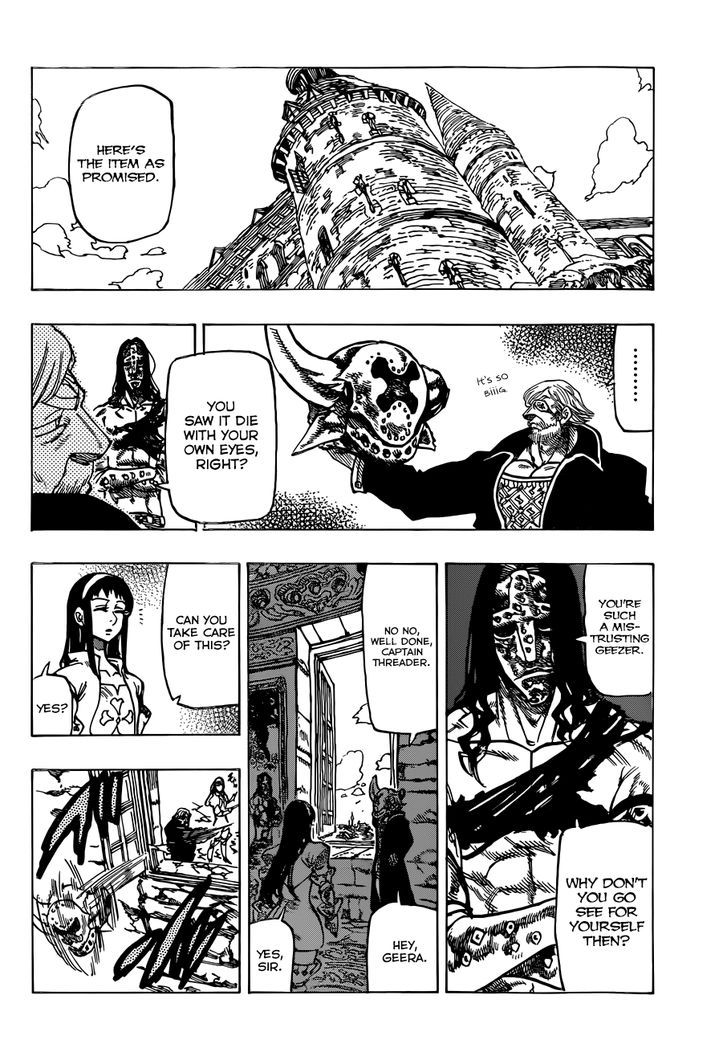 HERE'S
THE ITEM AS
PROMISED.
.........
IT'S SO
BIIIG
YOU
SAW IT DIE
WITH YOUR
OWN EYES,
RIGHT?
YOU'RE
SUCH
A MIS-
TRUSTING
GEEZER.
WHY DON'T
YOU GO
SEE FOR
YOURSELF
THEN?
NO NO,
WELL DONE,
CAPTAIN
THREADER.
HEY,
GEERA.
YES,
SIR.
CAN YOU
TAKE CARE
OF THIS?
YES?